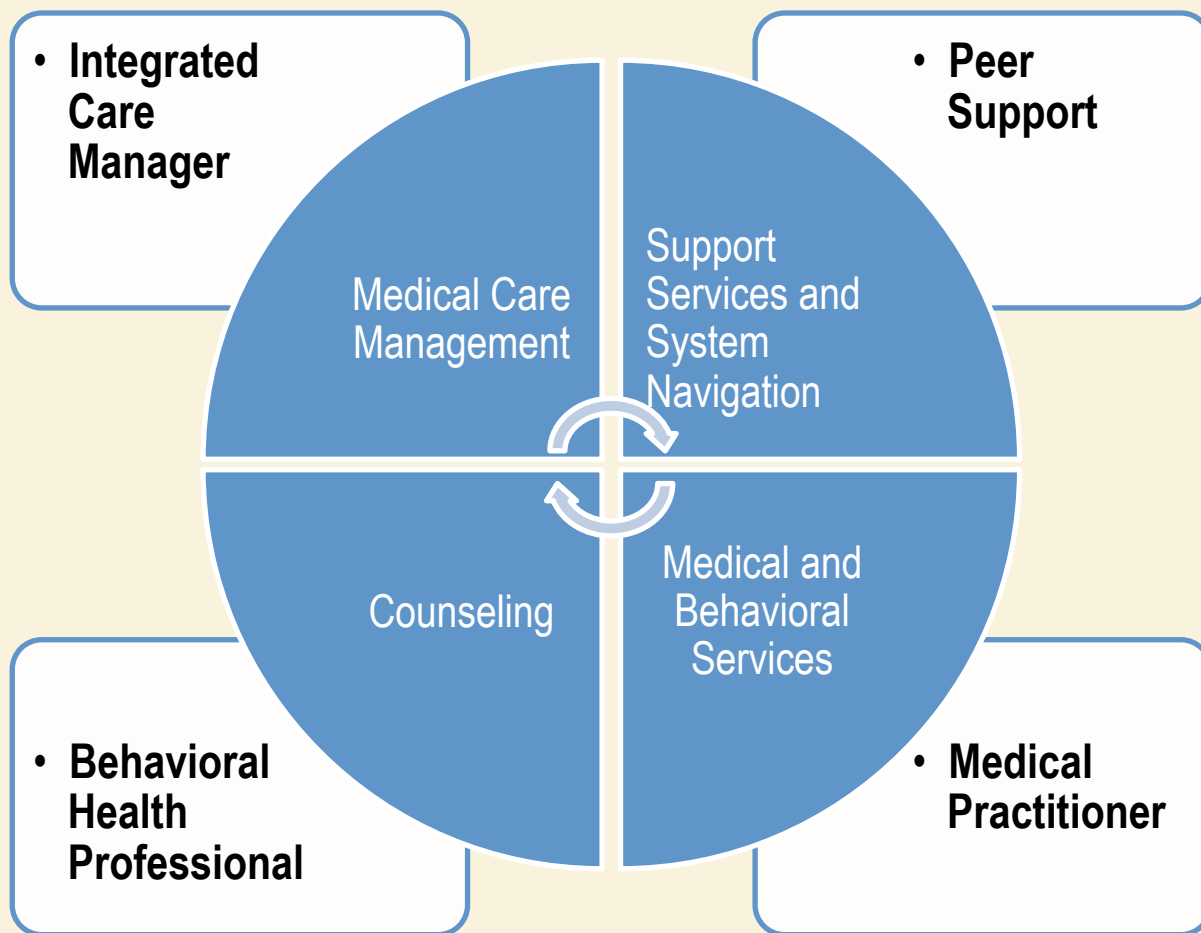 • Integrated
Care
Manager
• Peer
Support
Medical Care
Management
Support
Services and
System
Navigation
Counseling
Medical and
Behavioral
Services
• Behavioral
Health
Professional
• Medical
Practitioner